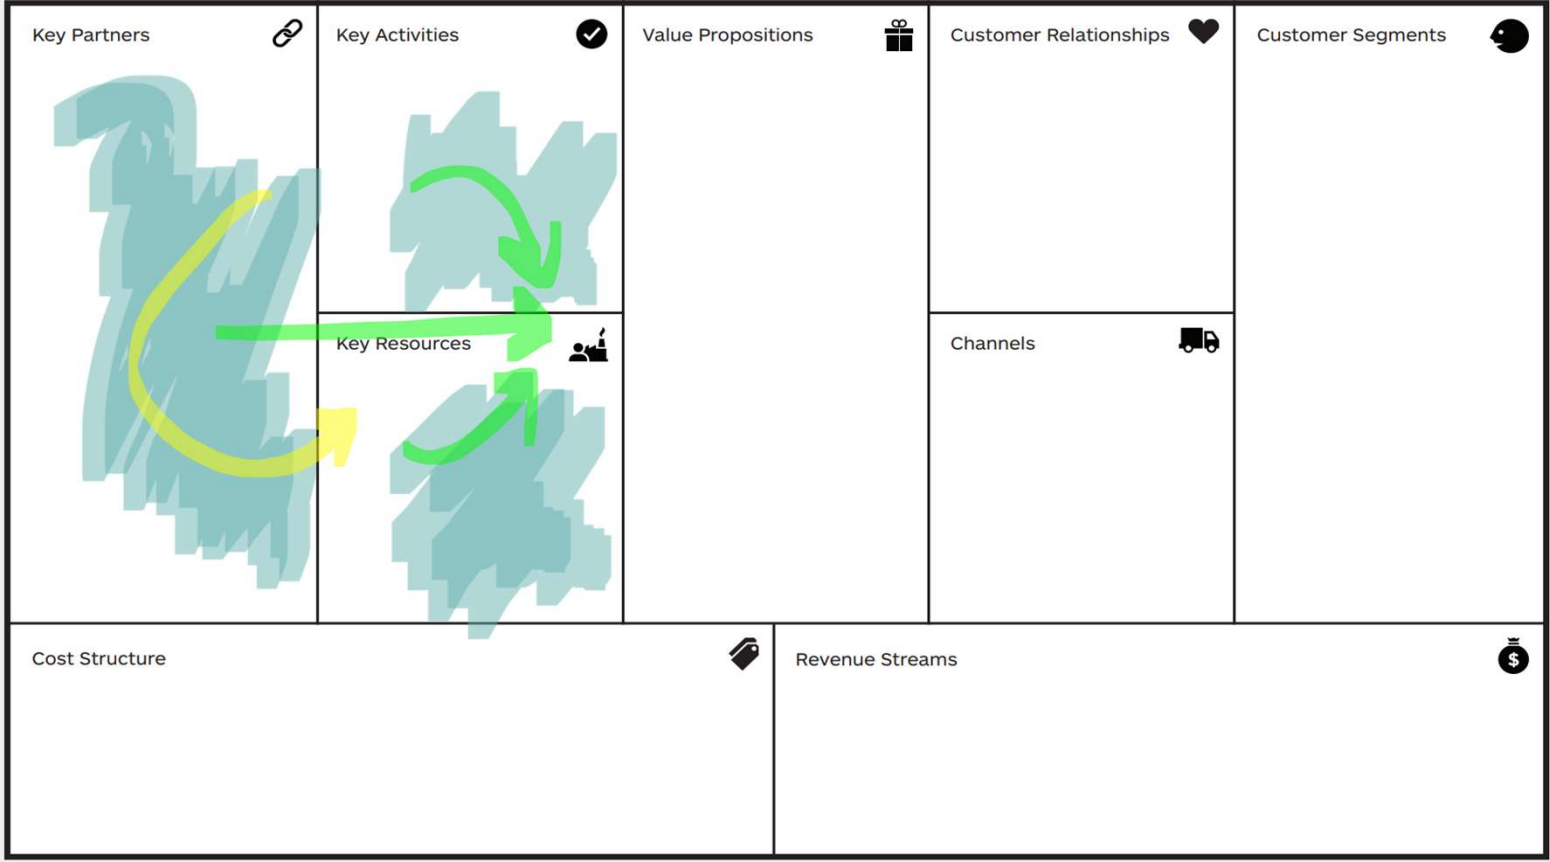 Key Partners
Key Activities
Value Propositions
Customer Relationships
Customer Segments
Key Resources
Channels
Cost Structure
Revenue Streams
$